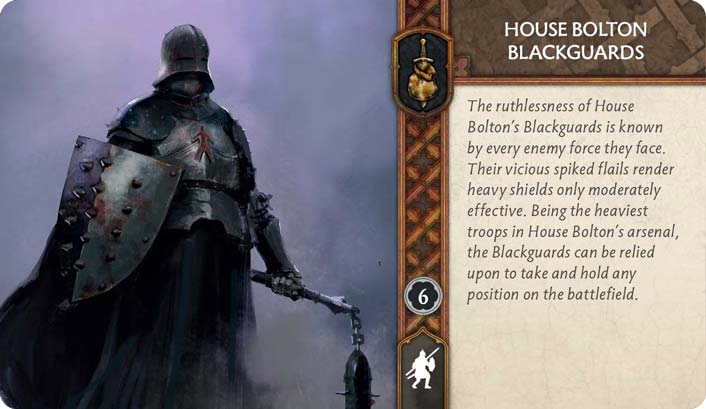 HOUSE BOLTON
BLACKGUARDS
The ruthlessness of House
Bolton's Blackguards is known
by every enemy force they face.
Their vicious spiked flails render
heavy shields only moderately
effective. Being the heaviest
troops in House Bolton's arsenal,
the Blackguards can be relied
upon to take and hold any
position on the battlefield.
6